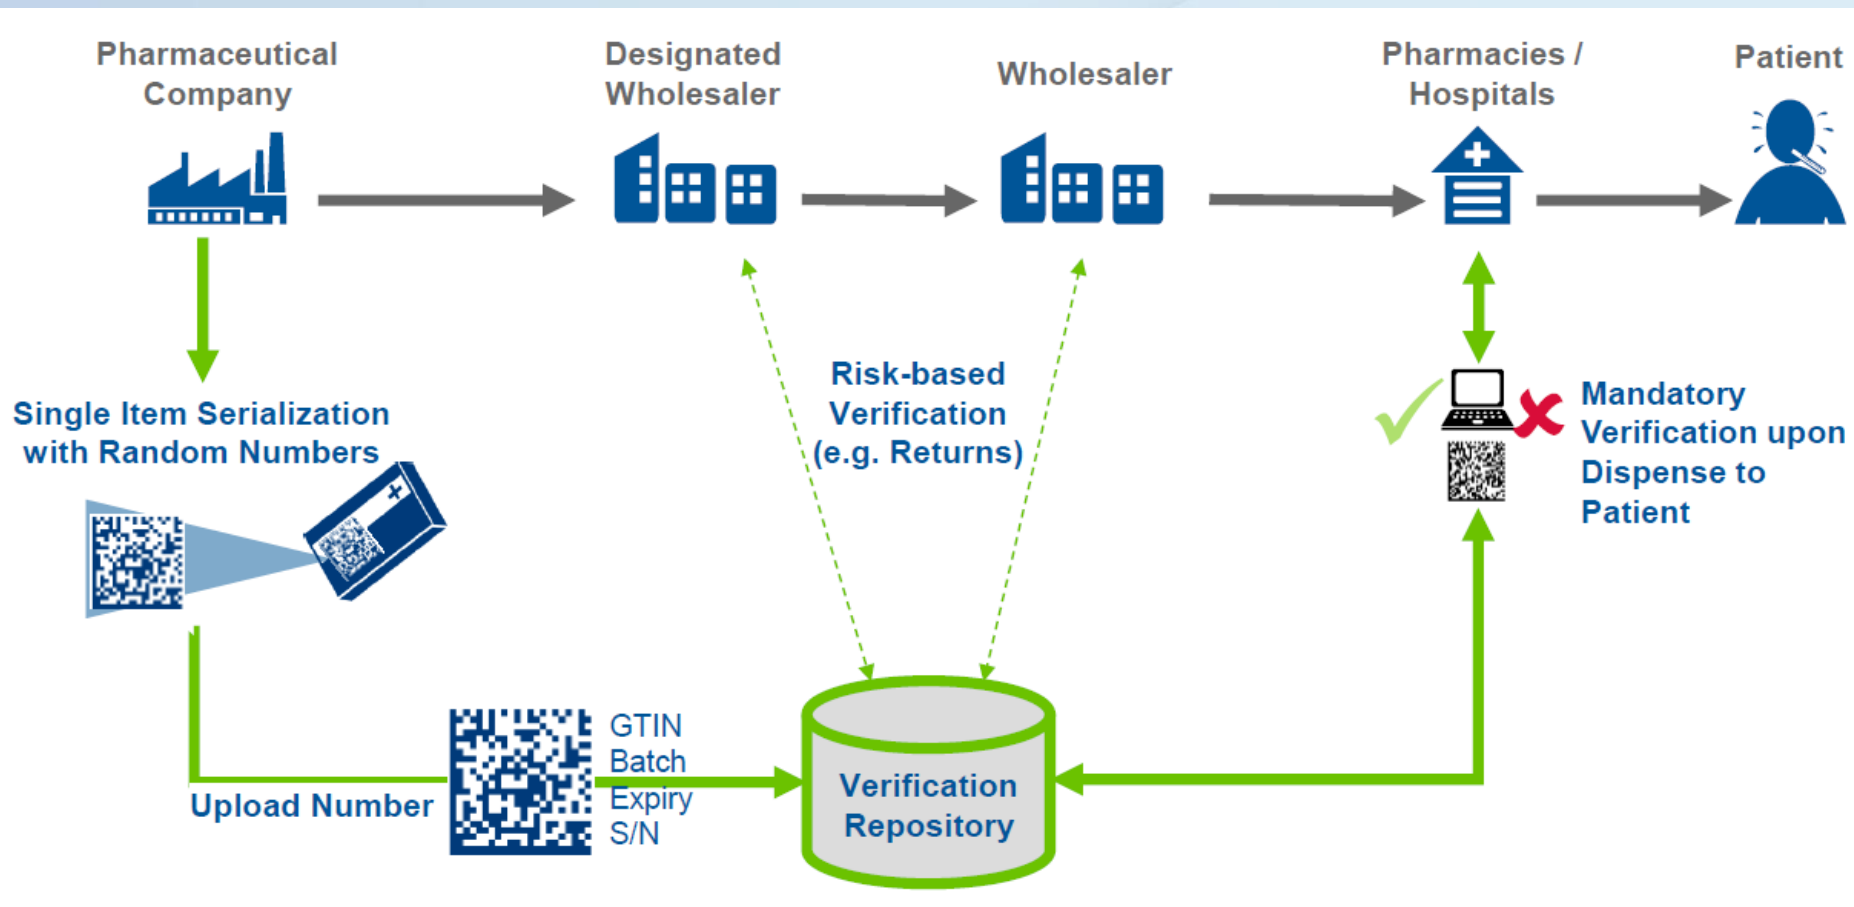 Pharmaceutical
Company
Designated
Wholesaler
Wholesaler
Pharmacies /
Hospitals
Patient
Single Item Serialization
with Random Numbers
Risk-based
Verification
(e.g. Returns)
Mandatory
Verification upon
Dispense to
Patient
Upload Number
GTIN
Batch
Expiry
S/N
Verification
Repository